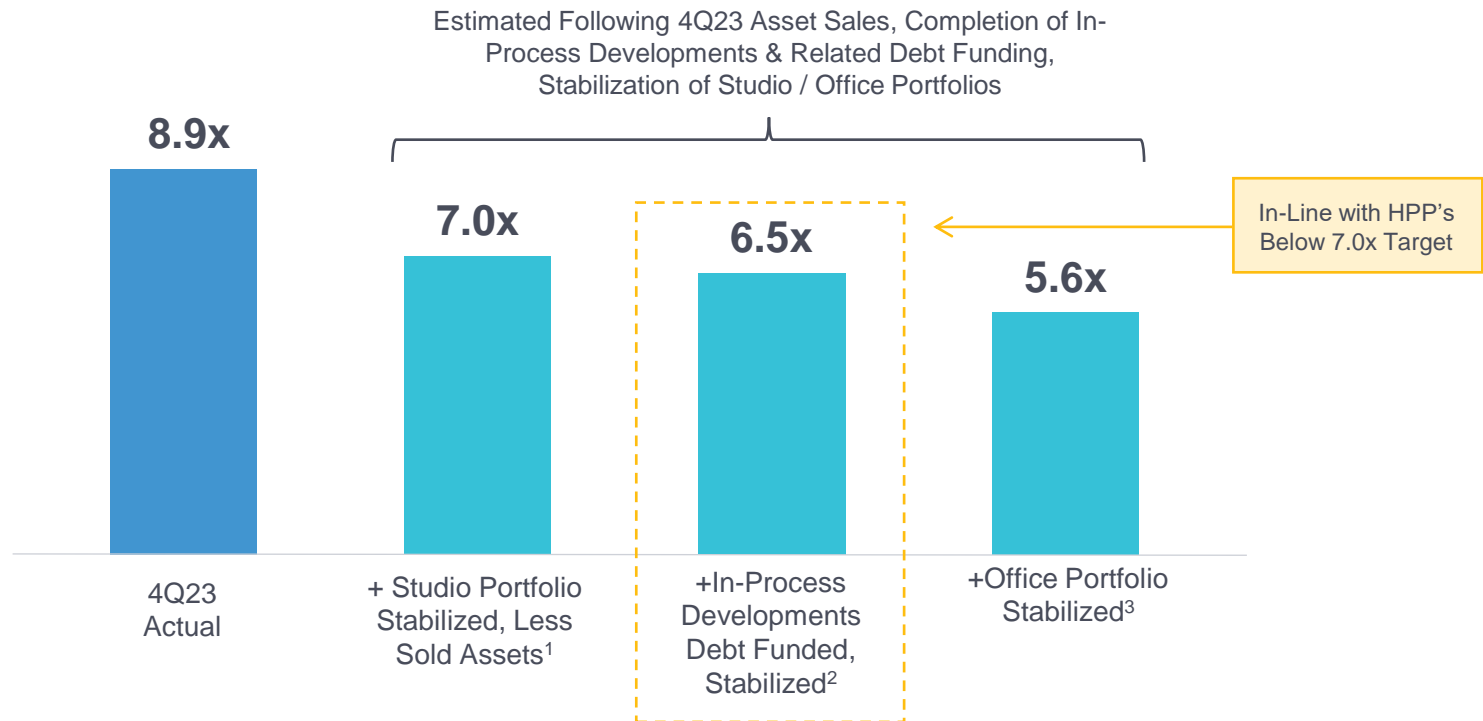 Estimated Following 4Q23 Asset Sales, Completion of In-
Process Developments & Related Debt Funding,
Stabilization of Studio / Office Portfolios
8.9x
7.0x
6.5x
5.6x
In-Line with HPP's
Below 7.0x Target
4Q23
Actual
+ Studio Portfolio
Stabilized, Less
Sold Assets¹
+In-Process
Developments
Debt Funded,
Stabilized²
+Office Portfolio
Stabilized³